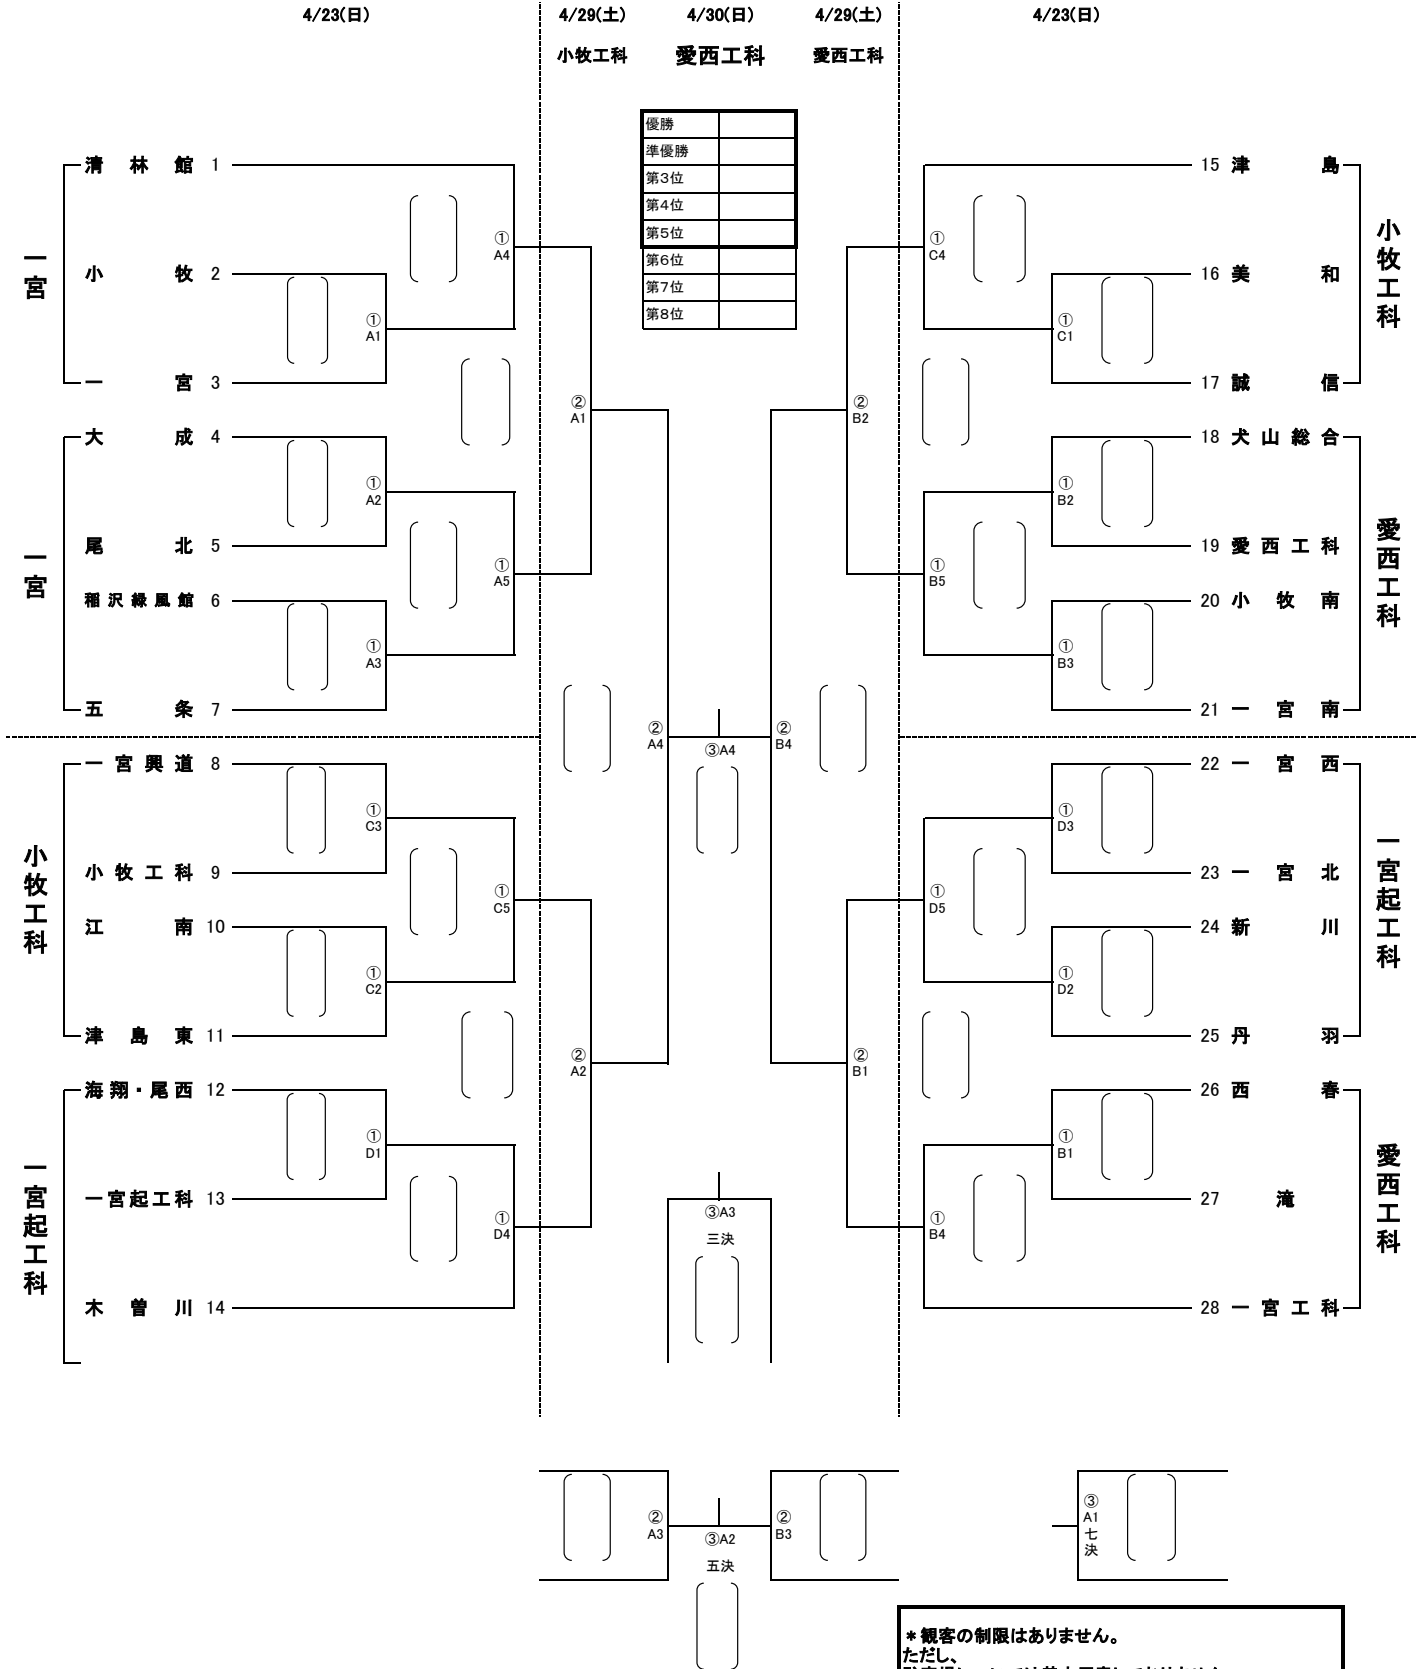 4/23(日) 4/29(土) 4/30(日) 4/29(土) 4/23(日)
小牧工科 愛西工科 愛西工科
優勝
準優勝
第3位
第4位
第5位
第6位
第7位
第8位
一宮
清林館 1
小牧 2
一宮 3
① A4
① A1
一宮
大成 4
尾北 5
稲沢緑風館 6
五条 7
① A2
① A5
① A3
② A1
小牧工科
一宮興道 8
小牧工科 9
江南 10
津島東 11
① C3
① C5
① C2
一宮起工科
海翔・尾西 12
一宮起工科 13
木曽川 14
① D1
① D4
② A2
② A4
③A4
② B4
③A3
三決
小牧工科
15 津島
16 美和
17 誠信
① C4
① C1
愛西工科
18 犬山総合
19 愛西工科
20 小牧南
21 一宮南
① B2
① B5
① B3
② B2
一宮起工科
22 一宮西
23 一宮北
24 新川
25 丹羽
① D3
① D5
① D2
愛西工科
26 西春
27 滝
28 一宮工科
① B1
① B4
② B1
② A3
③A2
五決
② B3
③ A1 七決
＊観客の制限はありません。
ただし、